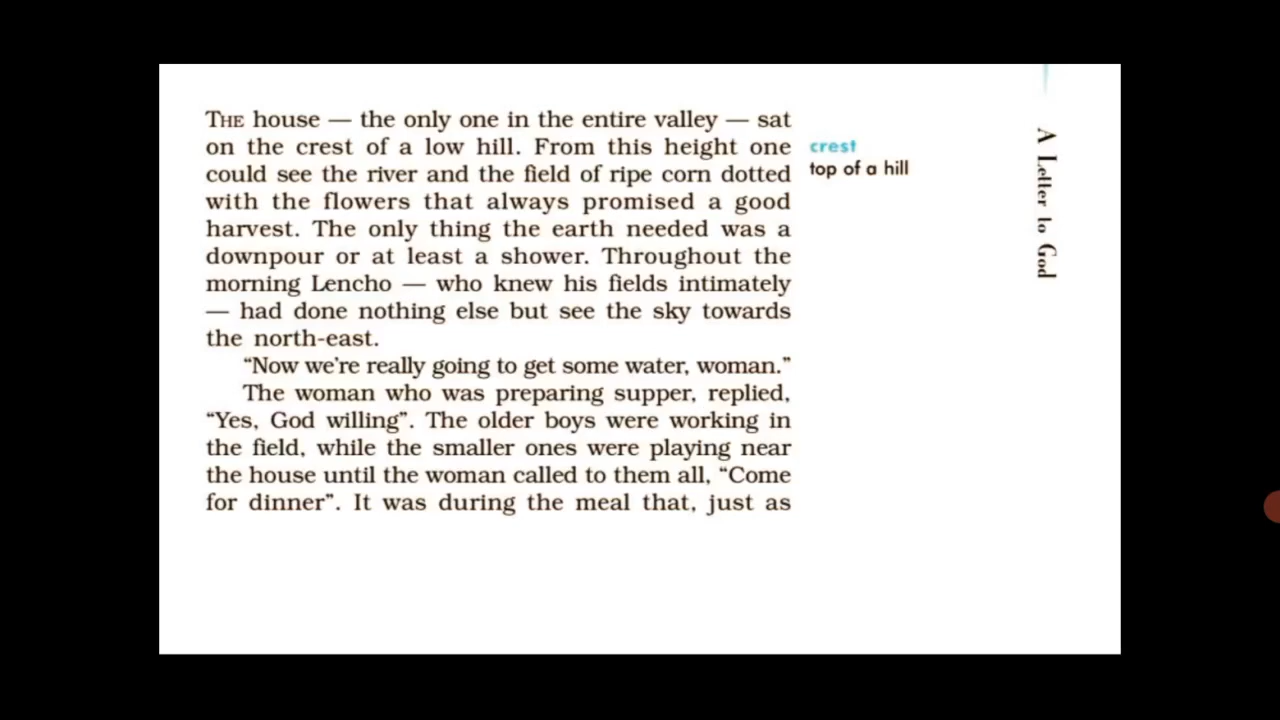 THE house — the only one in the entire valley — sat
on the crest of a low hill. From this height one
could see the river and the field of ripe corn dotted
with the flowers that always promised a good
harvest. The only thing the earth needed was a
downpour or at least a shower. Throughout the
morning Lencho — who knew his fields intimately
— had done nothing else but see the sky towards
the north-east.
“Now we’re really going to get some water, woman.”
The woman who was preparing supper, replied,
“Yes, God willing”. The older boys were working in
the field, while the smaller ones were playing near
the house until the woman called to them all, “Come
for dinner”. It was during the meal that, just as
crest
top of a hill
A Letter to God